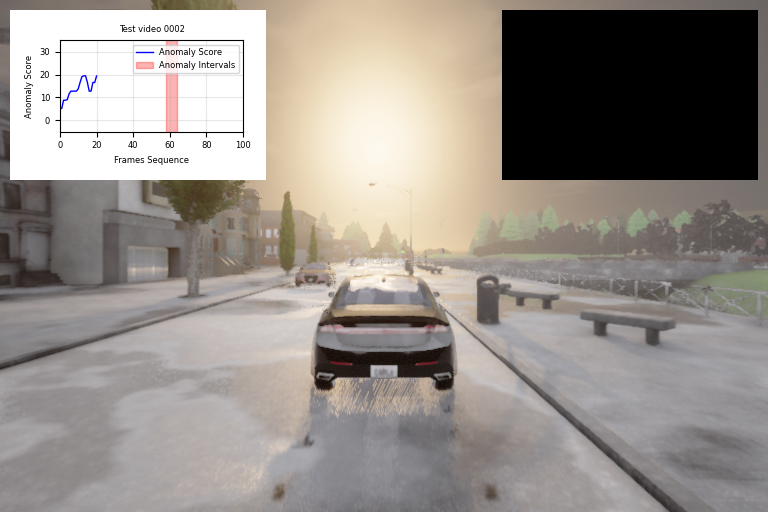 Test video 0002
Anomaly Score
Anomaly Intervals
Anomaly Score
30
20
10
0
0 20 40 60 80 100
Frames Sequence